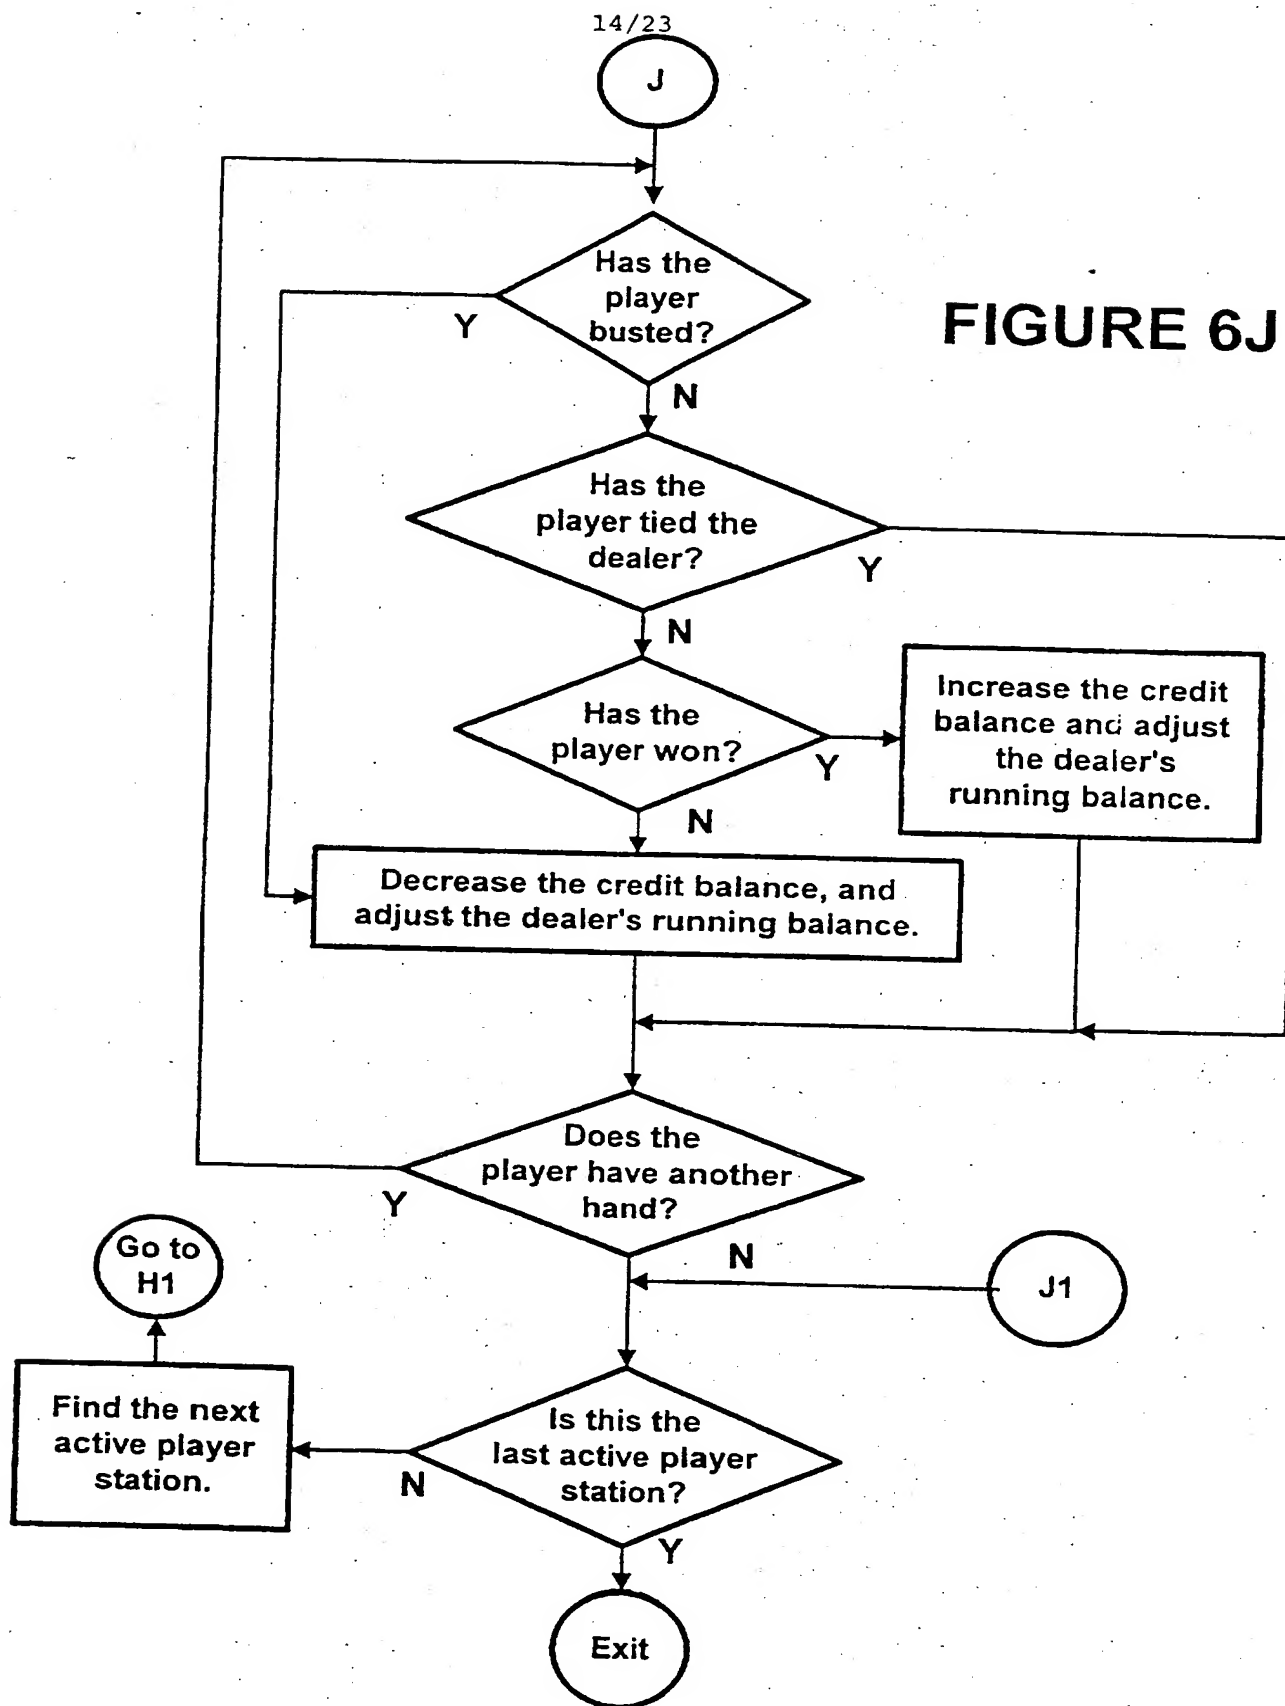 14/23
J
Has the
player
busted?
Y
N
FIGURE 6J
Has the
player tied the
dealer?
Y
N
Has the
player won?
Y
N
Increase the credit
balance and adjust
the dealer's
running balance.
Decrease the credit balance, and
adjust the dealer's running balance.
Does the
player have another
hand?
Y
N
Go to
H1
J1
Find the next
active player
station.
Is this the
last active player
station?
N
Y
Exit